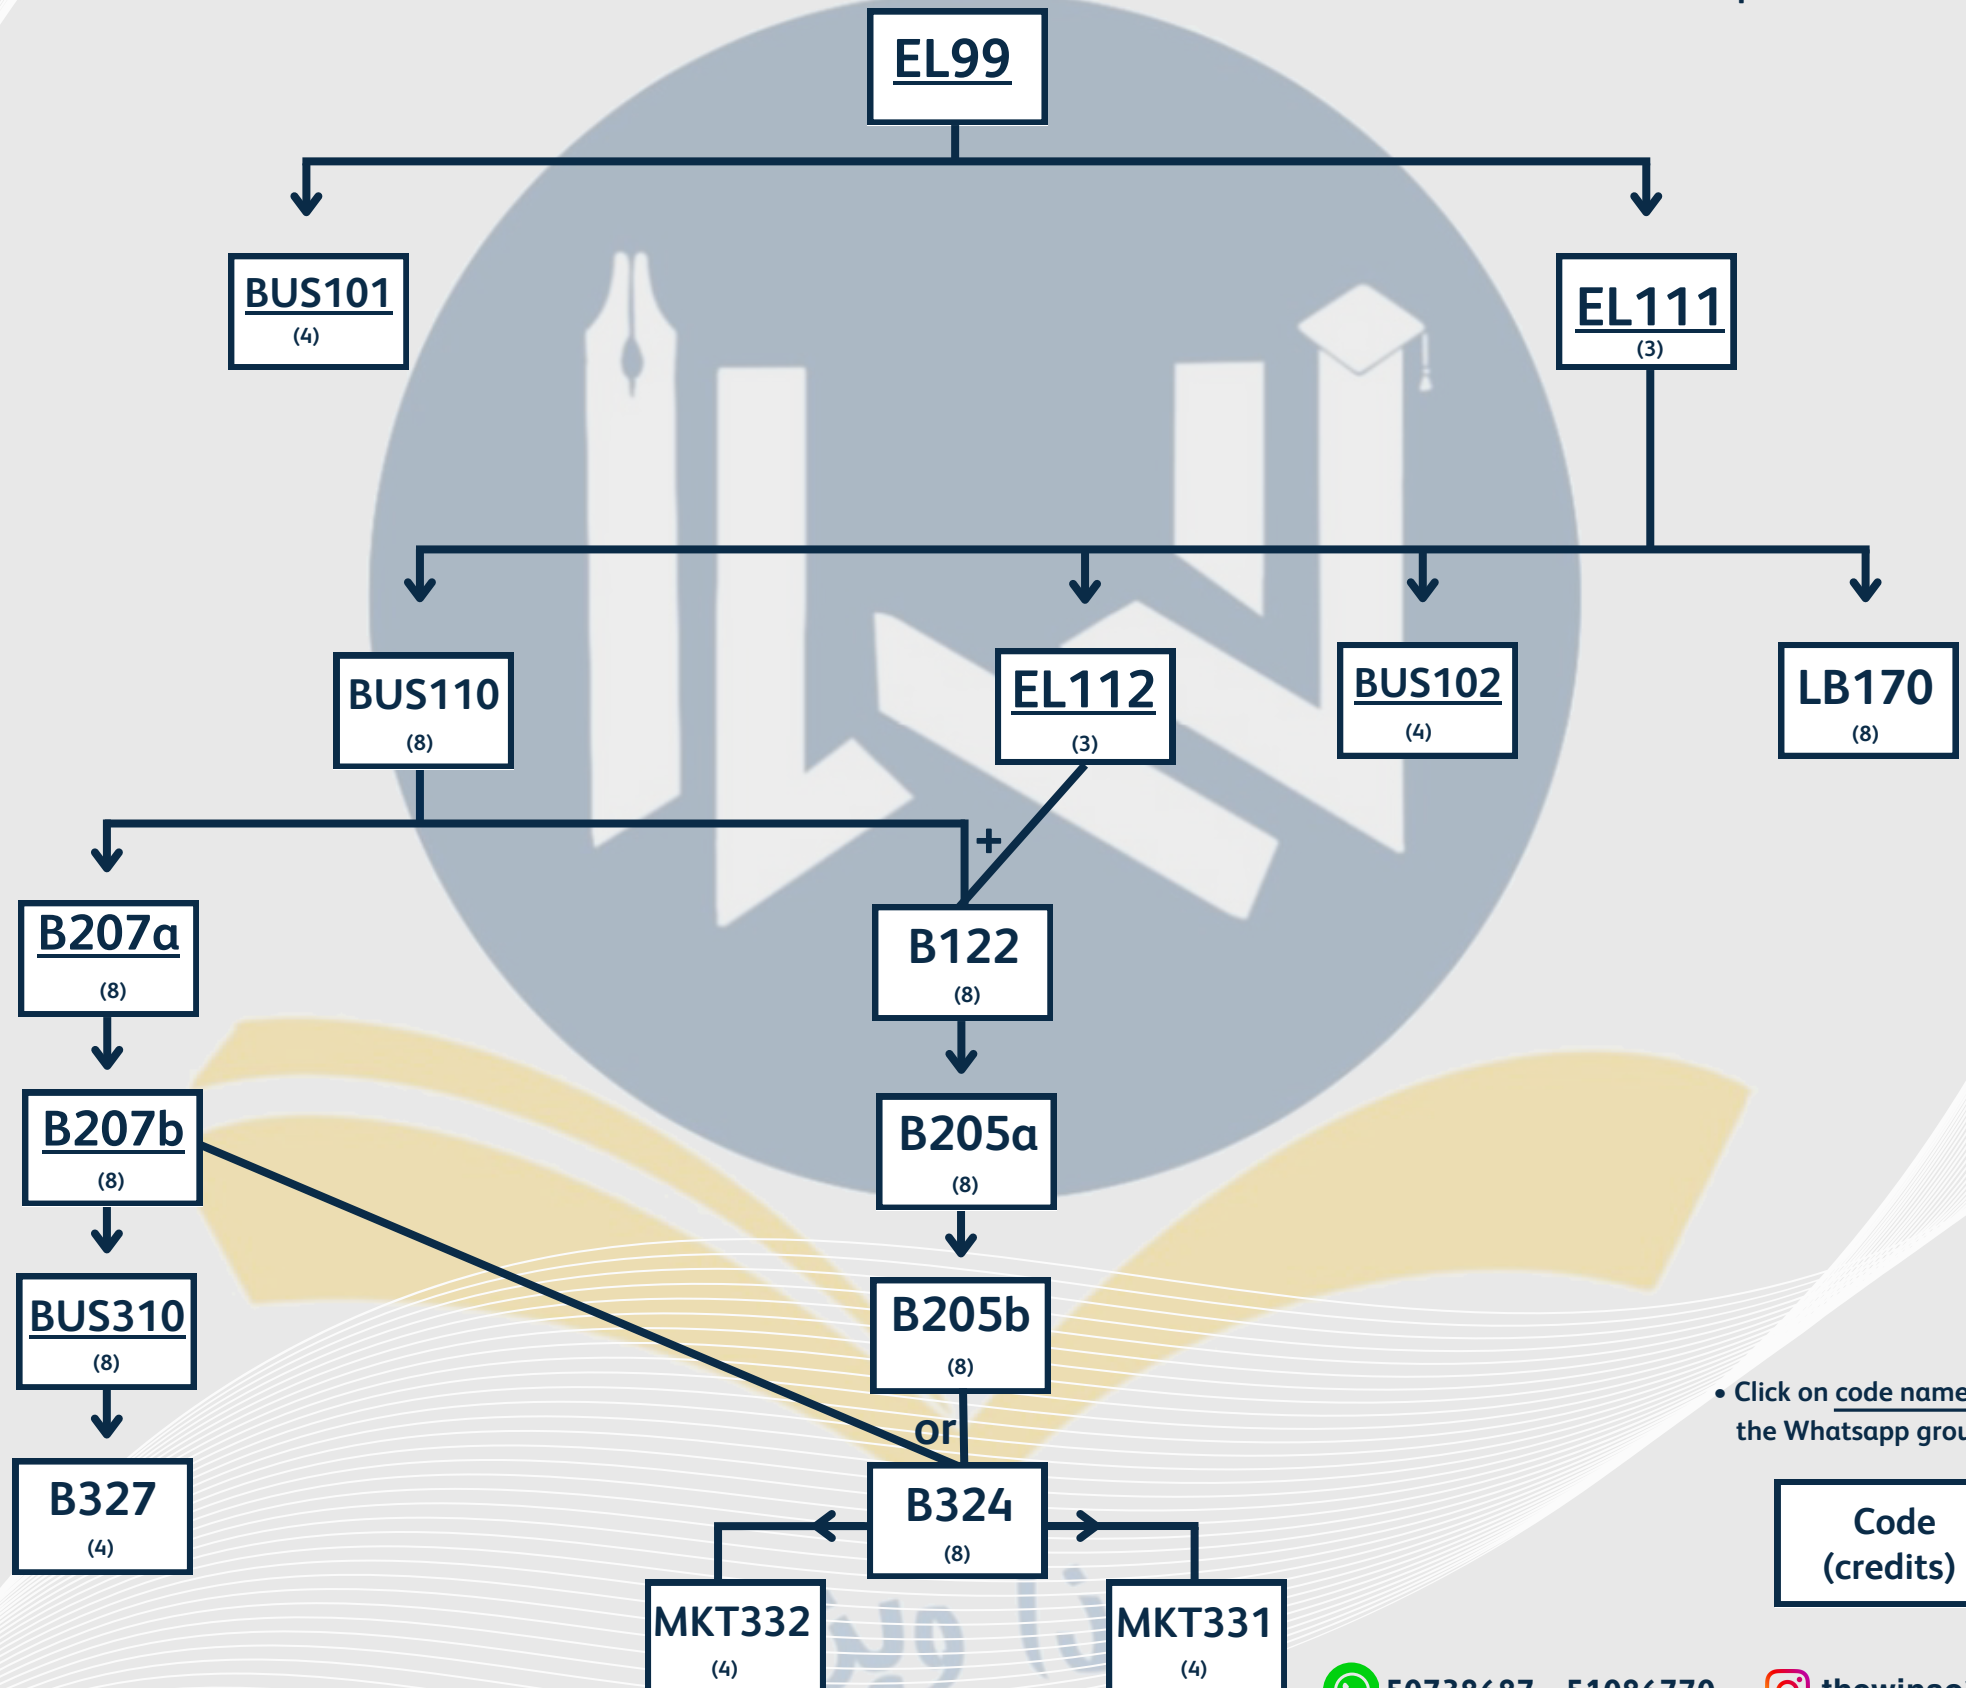 EL99
BUS101
(4)
EL111
(3)
BUS110
(8)
EL112
(3)
BUS102
(4)
LB170
(8)
+
B207a
(8)
B122
(8)
B207b
(8)
B205a
(8)
BUS310
(8)
B205b
(8)
• Click on code name
the Whatsapp grou
or
B327
(4)
B324
(8)
Code
(credits)
MKT332
(4)
MKT331
(4)